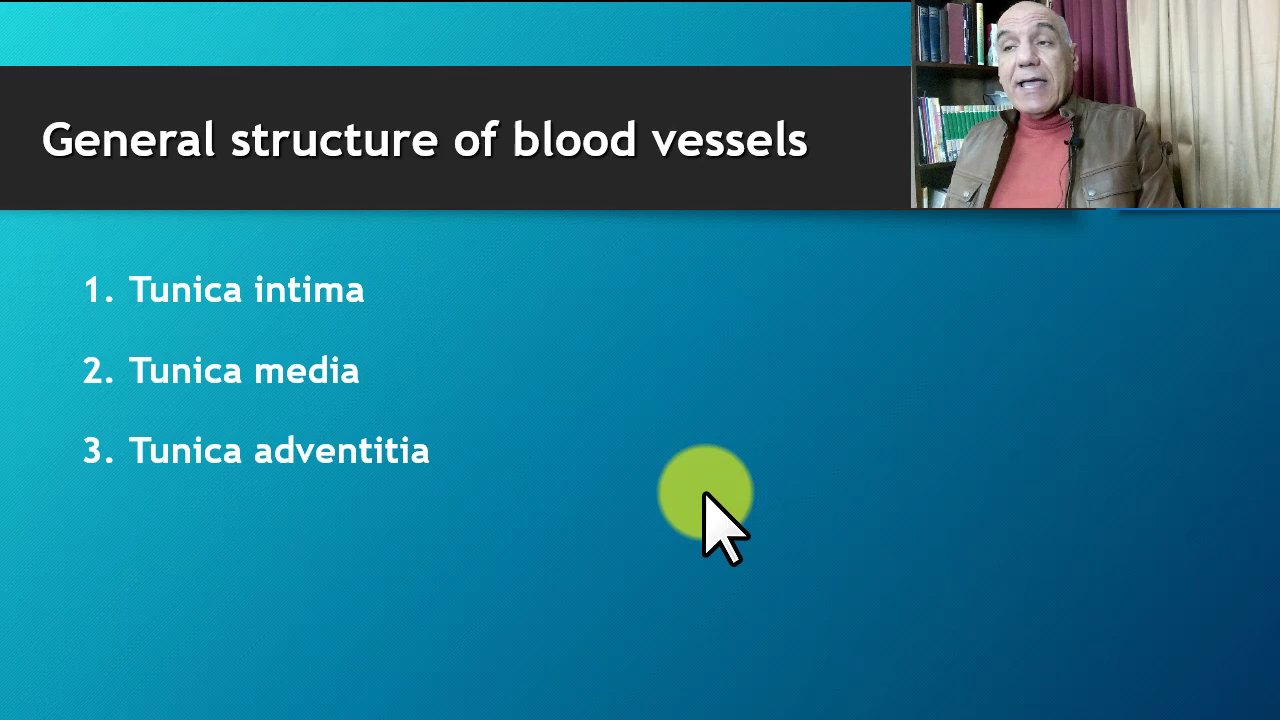 General structure of blood vessels
1. Tunica intima
2. Tunica media
3. Tunica adventitia